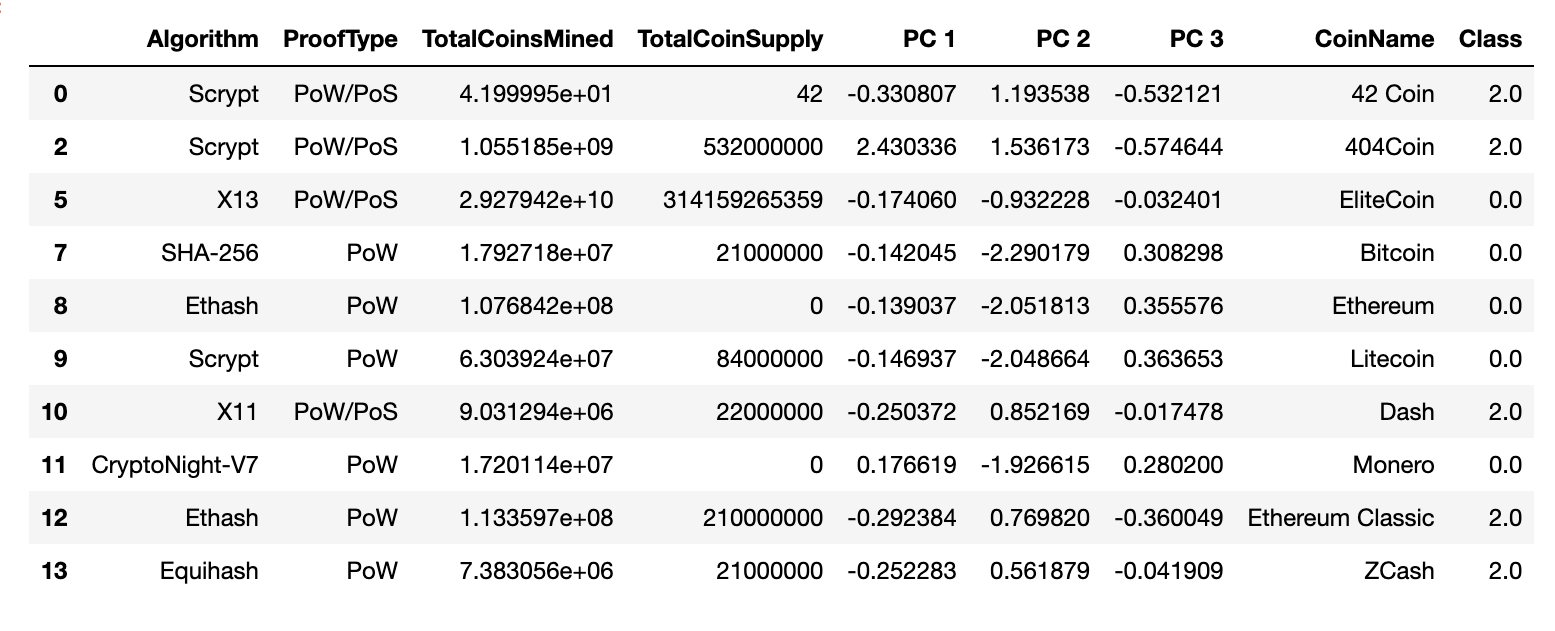 Algorithm ProofType TotalCoinsMined TotalCoinSupply PC 1 PC 2 PC 3 CoinName Class
0 Scrypt PoW/PoS 4.199995e+01 42 -0.330807 1.193538 -0.532121 42 Coin 2.0
2 Scrypt PoW/PoS 1.055185e+09 532000000 2.430336 1.536173 -0.574644 404Coin 2.0
5 X13 PoW/PoS 2.927942e+10 314159265359 -0.174060 -0.932228 -0.032401 EliteCoin 0.0
7 SHA-256 PoW 1.792718e+07 21000000 -0.142045 -2.290179 0.308298 Bitcoin 0.0
8 Ethash PoW 1.076842e+08 0 -0.139037 -2.051813 0.355576 Ethereum 0.0
9 Scrypt PoW 6.303924e+07 84000000 -0.146937 -2.048664 0.363653 Litecoin 0.0
10 X11 PoW/PoS 9.031294e+06 22000000 -0.250372 0.852169 -0.017478 Dash 2.0
11 CryptoNight-V7 PoW 1.720114e+07 0 0.176619 -1.926615 0.280200 Monero 0.0
12 Ethash PoW 1.133597e+08 210000000 -0.292384 0.769820 -0.360049 Ethereum Classic 2.0
13 Equihash PoW 7.383056e+06 21000000 -0.252283 0.561879 -0.041909 ZCash 2.0